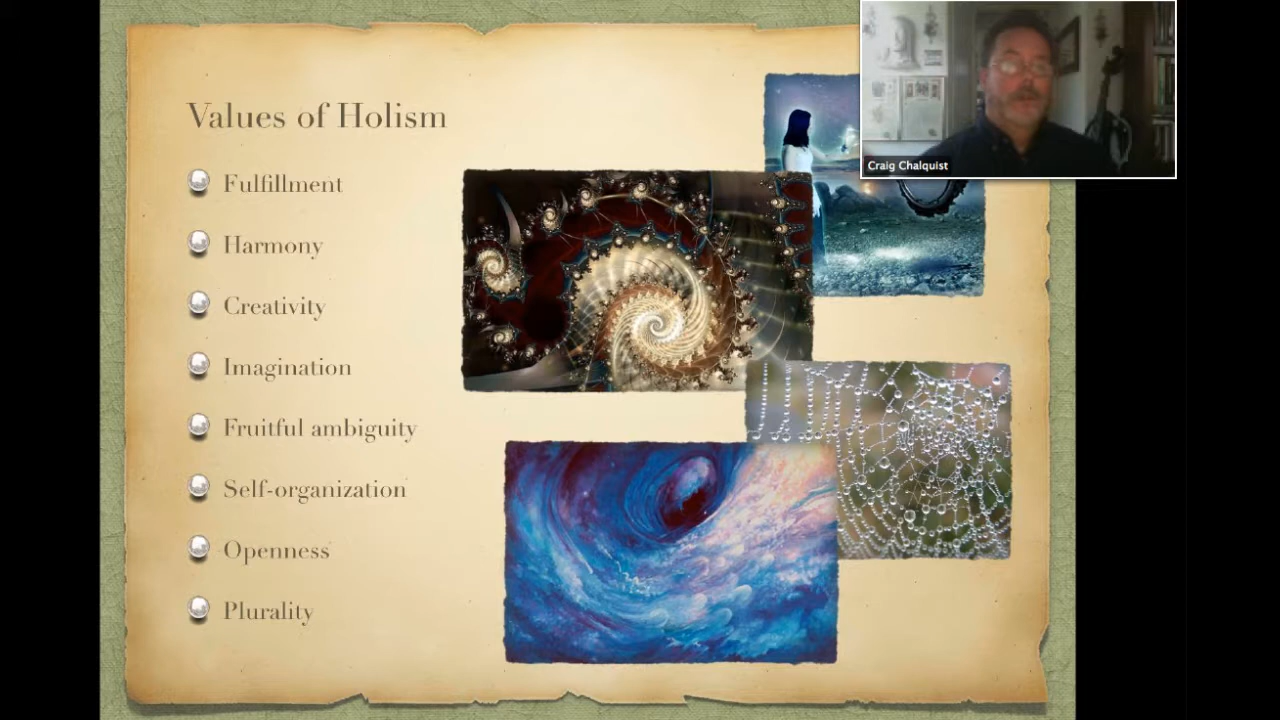 Values of Holism
Fulfillment
Harmony
Creativity
Imagination
Fruitful ambiguity
Self-organization
Openness
Plurality
Craig Chalquist